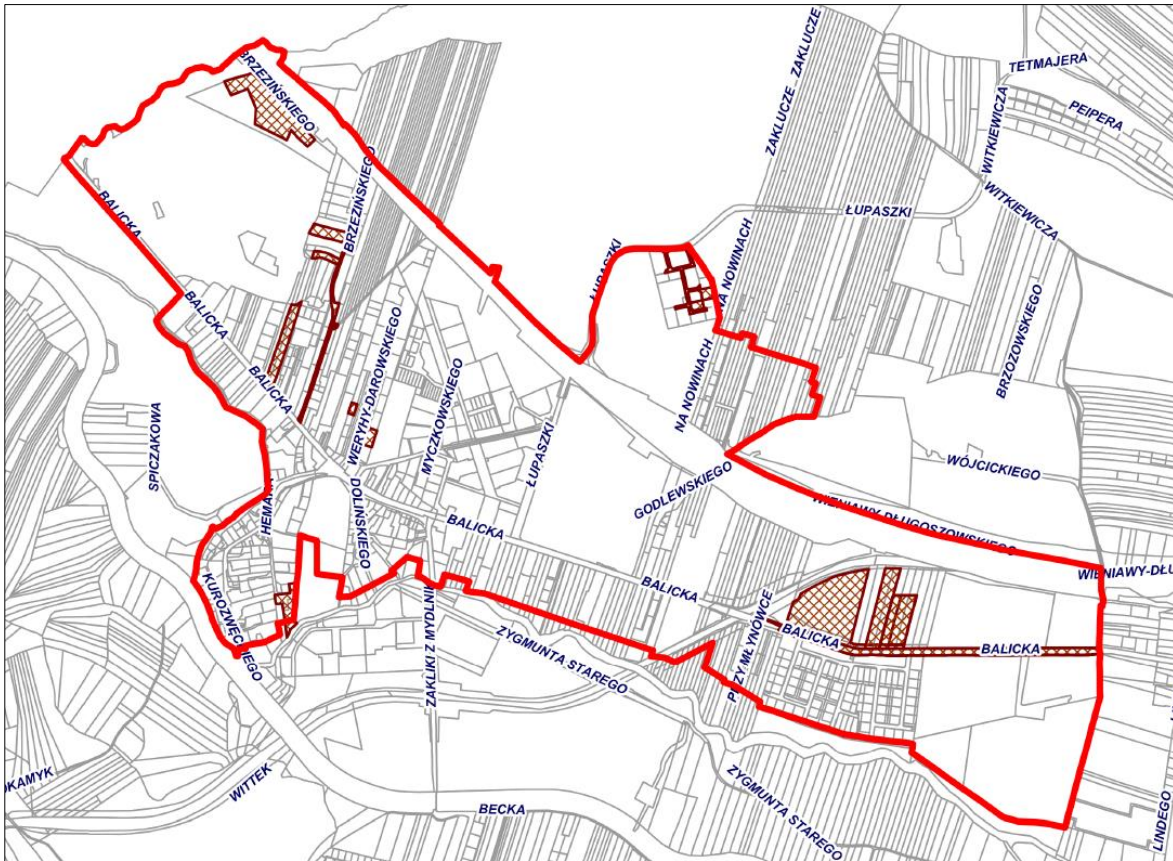 BRZEZIŃSKIEGO
ZAKLUCZE
ZAKLUCZE
TETMAJERA
PEIPERA
WITKIEWICZA
WITKIEWICZA
BALICKA
BRZEZIŃSKIEGO
ŁUPASZKI
ŁUPASZKI
NA NOWINACH
BALICKA
WERYHY-DAROWSKIEGO
BRZOZOWSKIEGO
BALICKA
MYCZKOWSKIEGO
NA NOWINACH
SPICZAKOWA
ŁUPASZKI
WÓJCICKIEGO
HEMARA
DOLIŃSKIEGO
GODLEWSKIEGO
BALICKA
WIENIAWY-DŁUGOSZOWSKIEGO
WIENIAWY-DŁU
KUROZWĘCKIEGO
BALICKA
ZAKLIKI Z MYDLNIK
ZYGMUNTA STAREGO
PRZY MŁYNÓWCE
BALICKA
BALICKA
OKAMYK
WITTEK
ZYGMUNTA STAREGO
BECKA
LINDEGO